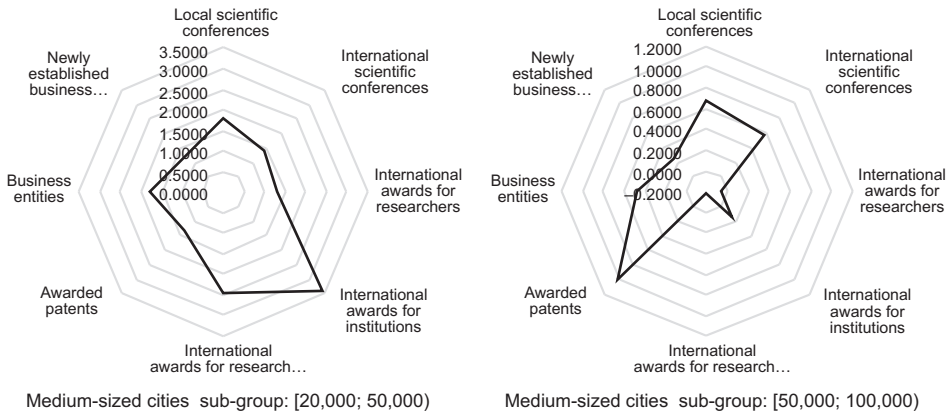 Local scientific
conferences
3.5000
3.0000
2.5000
2.0000
1.5000
1.0000
0.5000
0.0000
International
scientific
conferences
International
awards for
researchers
International
awards for
institutions
International
awards for research…
Awarded
patents
Business
entities
Newly
established
business…
Medium-sized cities sub-group: [20,000; 50,000)
Local scientific
conferences
1.2000
1.0000
0.8000
0.6000
0.4000
0.2000
0.0000
–0.2000
International
scientific
conferences
International
awards for
researchers
International
awards for
institutions
International
awards for research…
Awarded
patents
Business
entities
Newly
established
business…
Medium-sized cities sub-group: [50,000; 100,000)